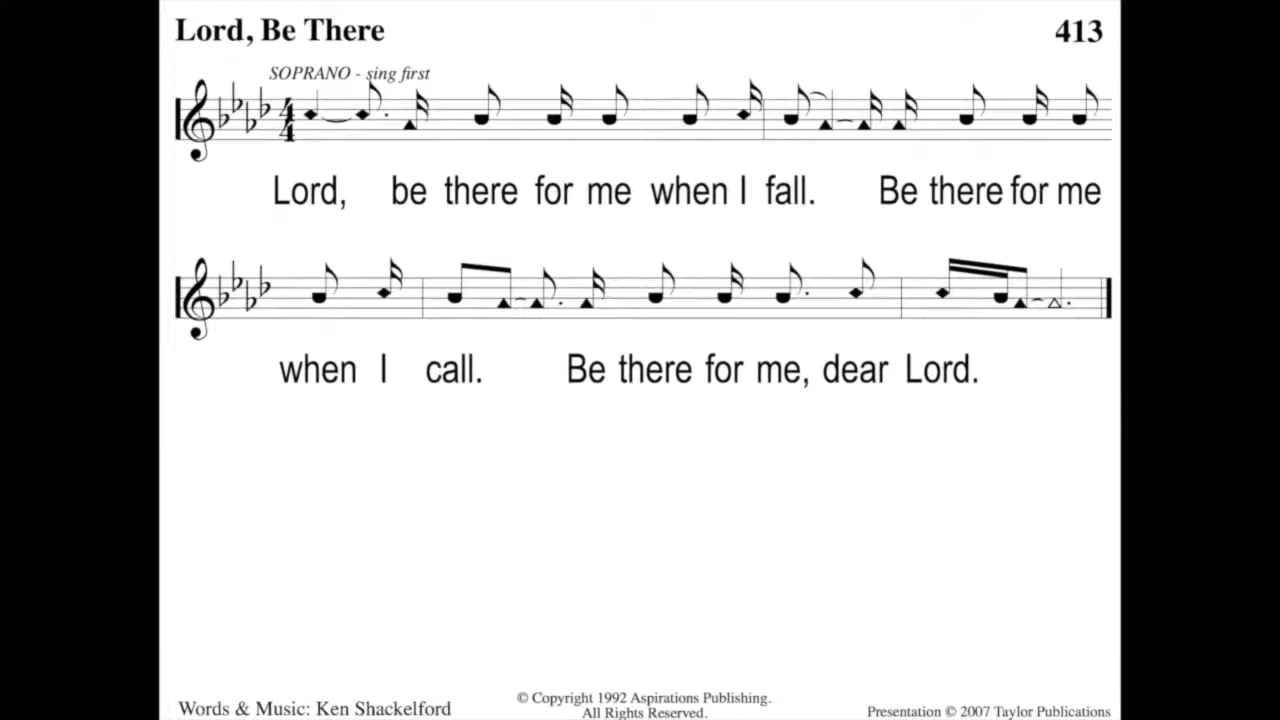 Lord, Be There 413
SOPRANO - sing first
4
4
Lord, be there for me when I fall. Be there for me
when I call. Be there for me, dear Lord.
Words & Music: Ken Shackelford
© Copyright 1992 Aspirations Publishing.
All Rights Reserved.
Presentation © 2007 Taylor Publications